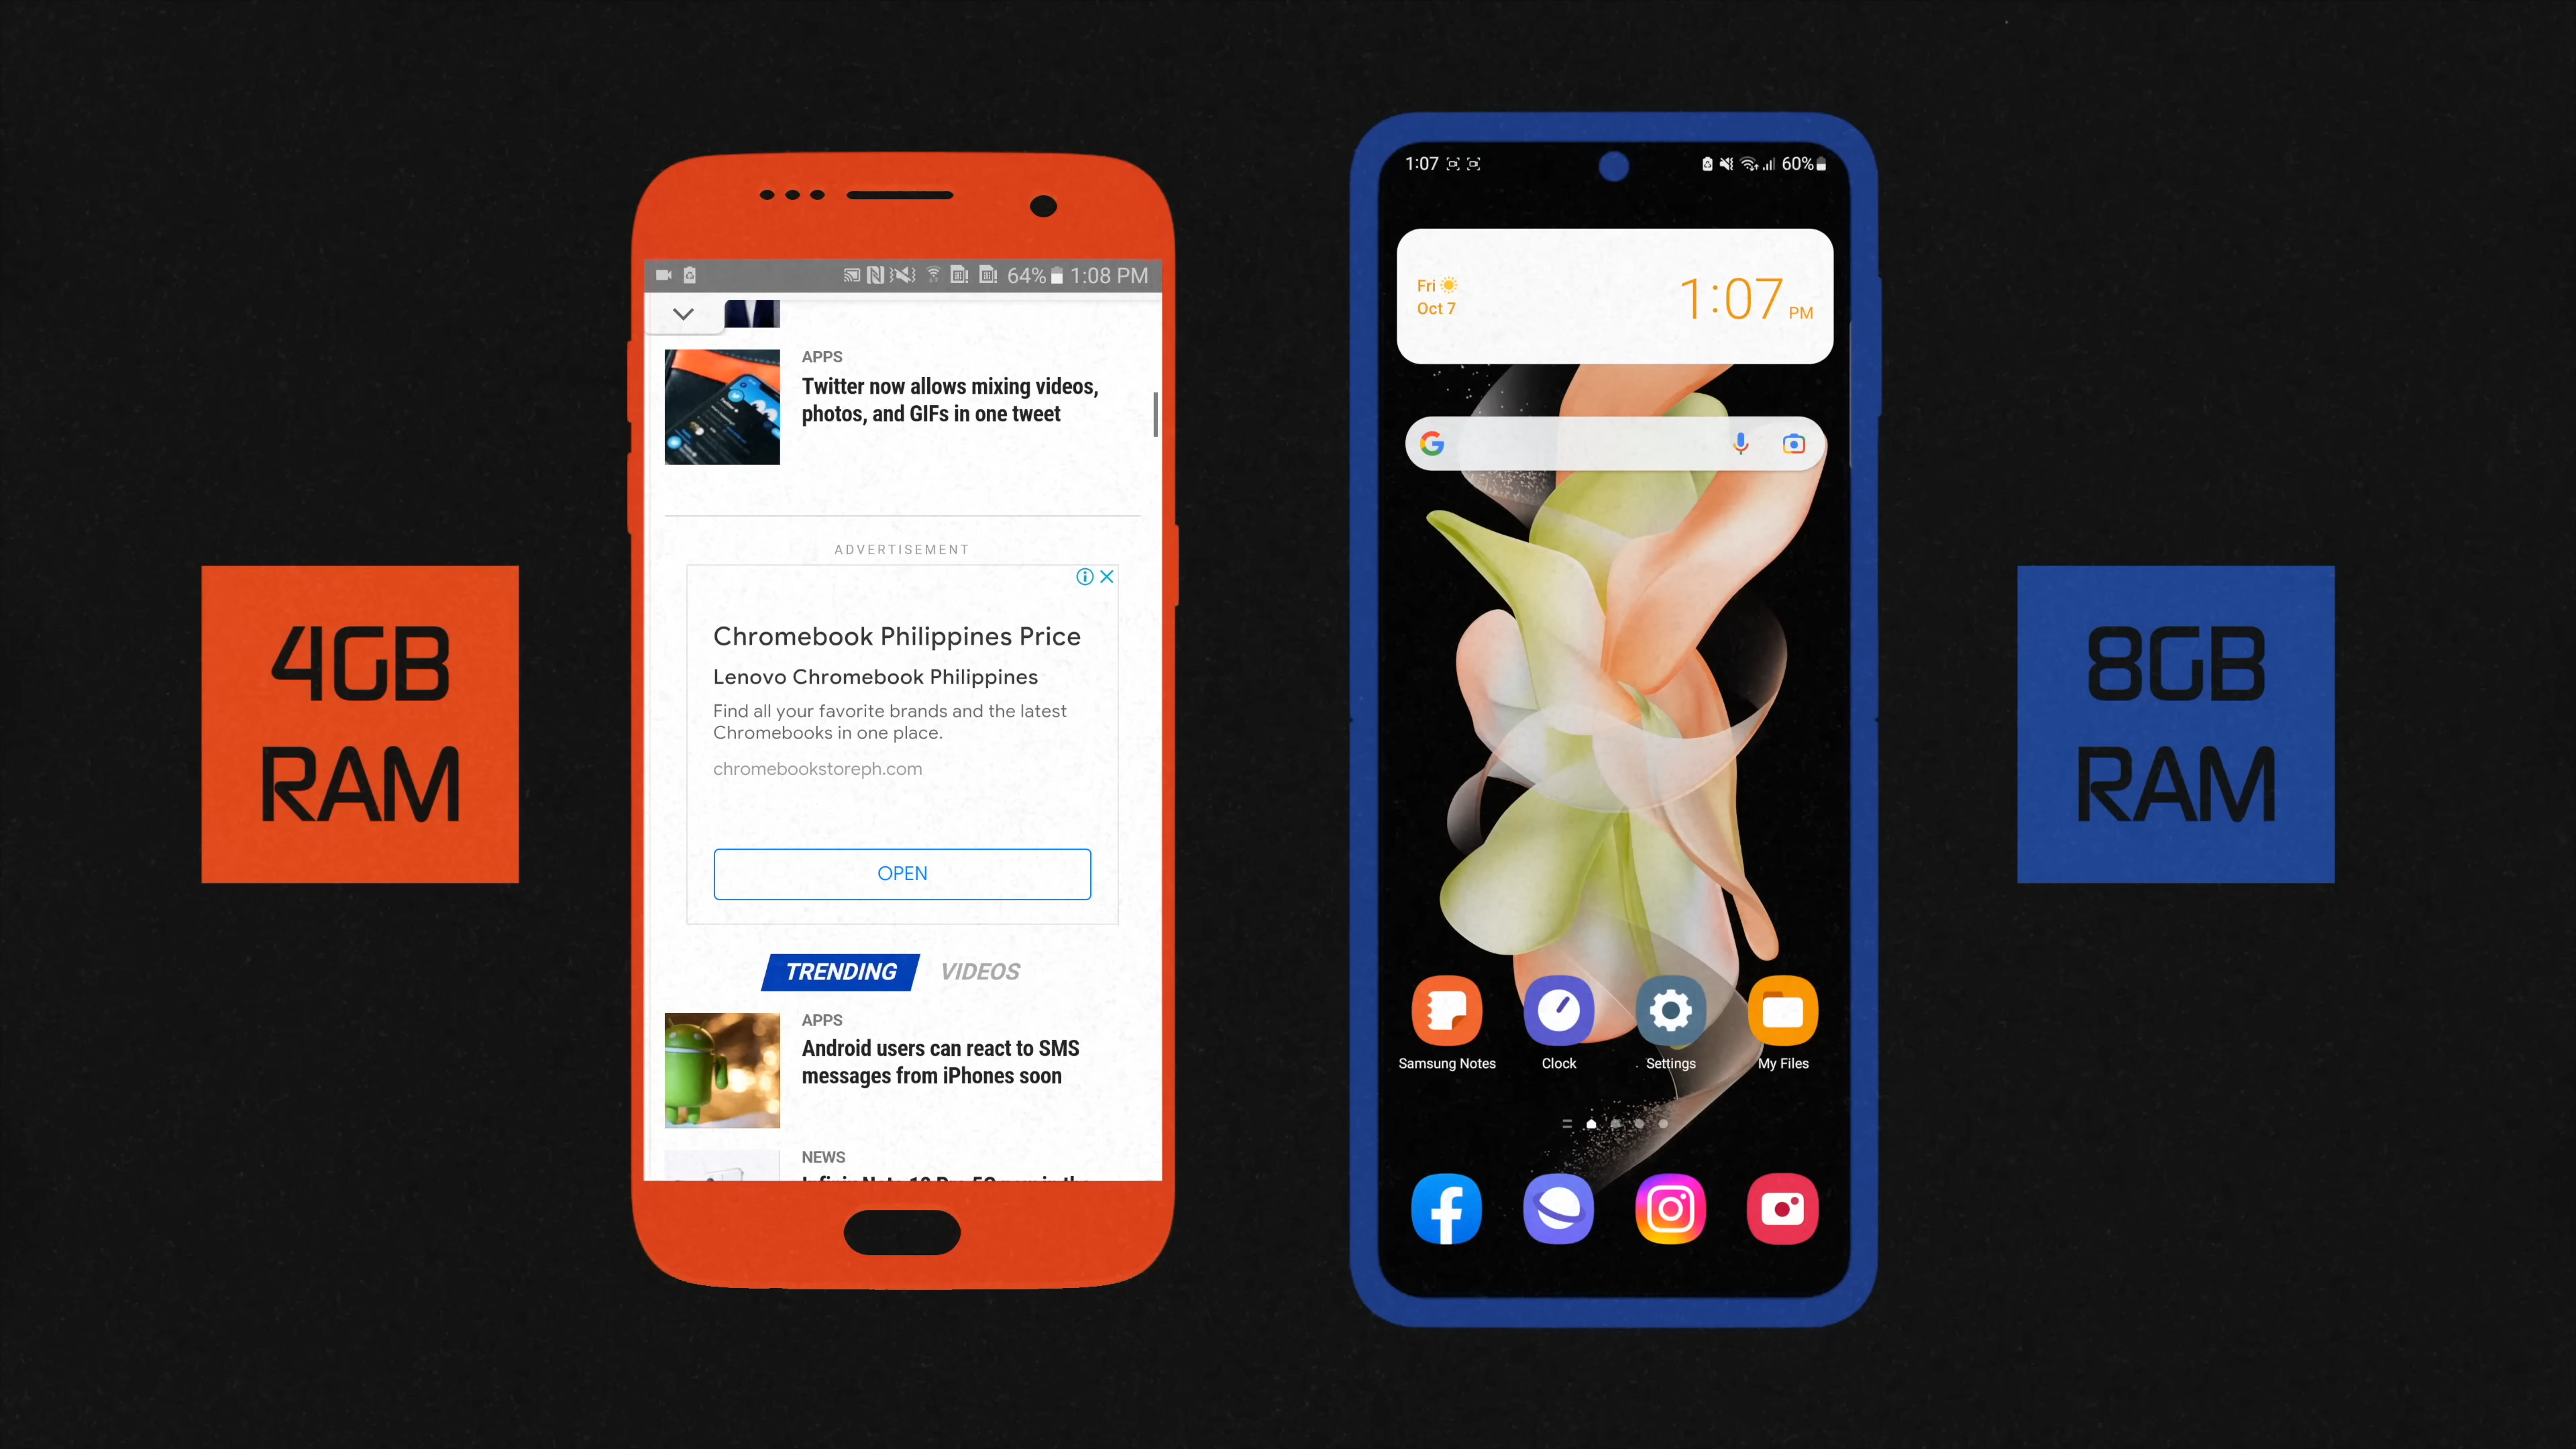 4GB
RAM
64% 1:08 PM
APPS
Twitter now allows mixing videos,
photos, and GIFs in one tweet
ADVERTISEMENT
Chromebook Philippines Price
Lenovo Chromebook Philippines
Find all your favorite brands and the latest
Chromebooks in one place.
chromebookstoreph.com
OPEN
TRENDING VIDEOS
APPS
Android users can react to SMS
messages from iPhones soon
NEWS
1:07 60%
Fri
Oct 7
1:07 PM
Samsung Notes Clock Settings My Files
8GB
RAM